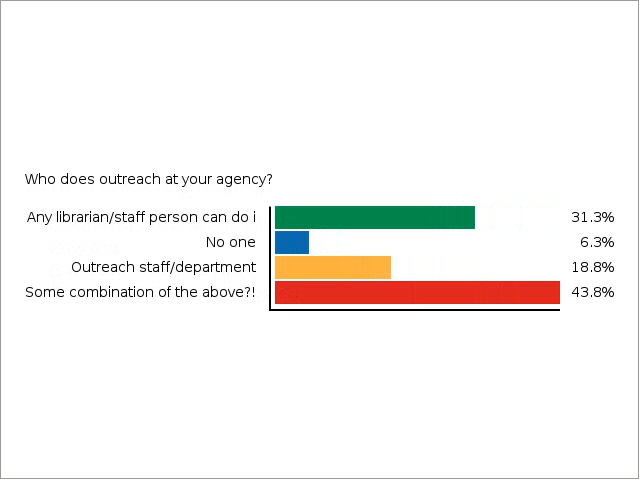 Who does outreach at your agency?
Any librarian/staff person can do i 31.3%
No one 6.3%
Outreach staff/department 18.8%
Some combination of the above?! 43.8%